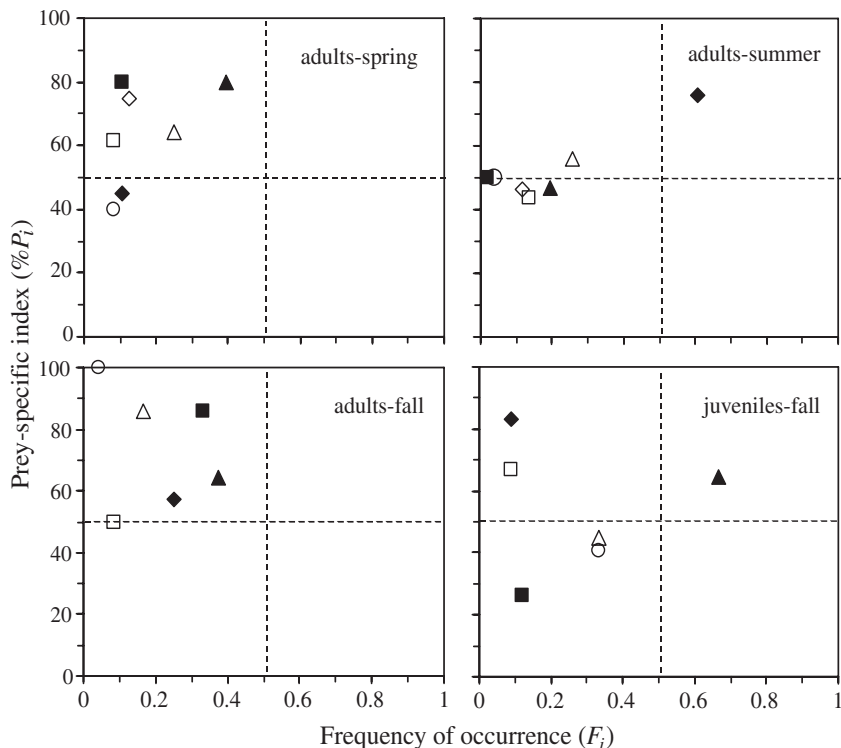 Prey-specific index (%Pi)
100
80
60
40
20
0
adults-spring
adults-summer
100
80
60
40
20
0
adults-fall
juveniles-fall
0 0.2 0.4 0.6 0.8 1
0 0.2 0.4 0.6 0.8 1
Frequency of occurrence (Fi)